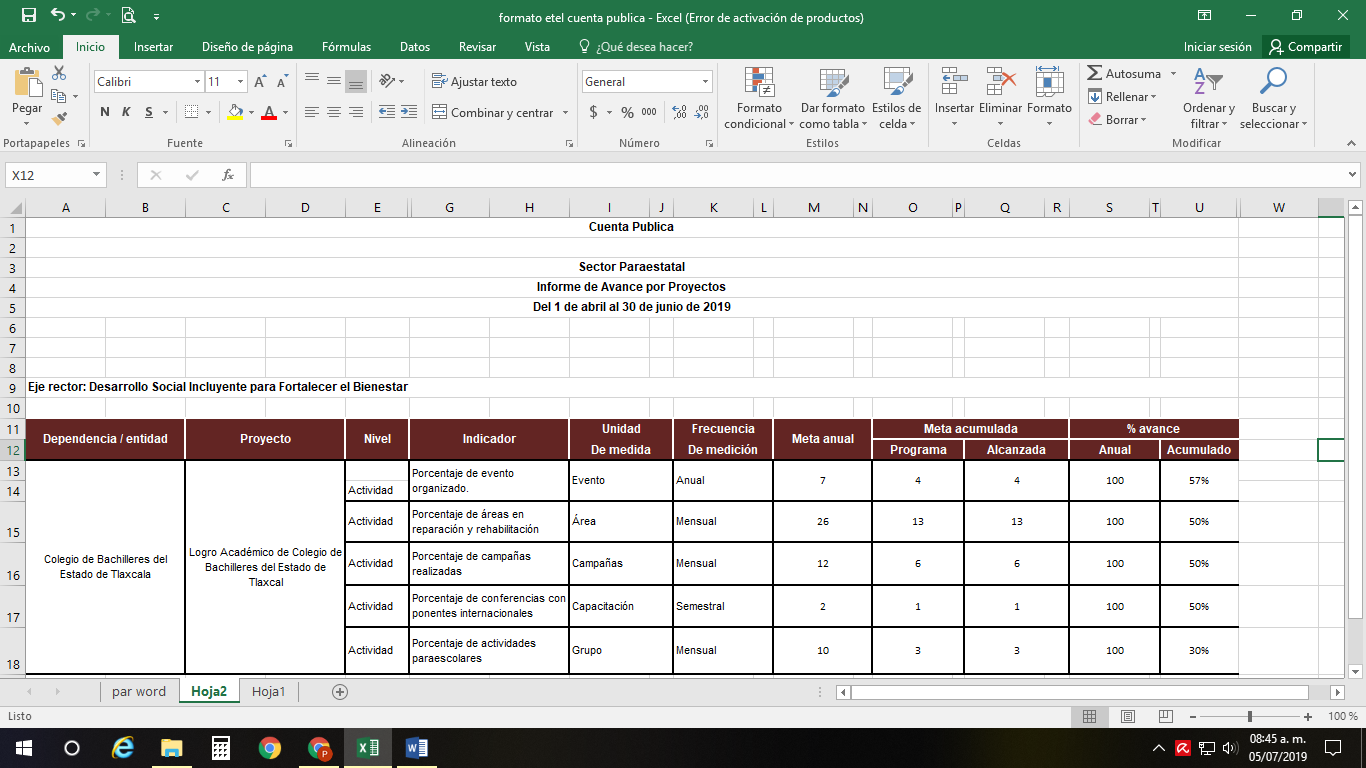 formato etel cuenta publica - Excel (Error de activación de productos)
Archivo Inicio Insertar Diseño de página Fórmulas Datos Revisar Vista ¿Qué desea hacer? Iniciar sesión Compartir
Pegar
Calibri 11
N K S
Ajustar texto
Combinar y centrar
General
$ % 000
Formato condicional
Dar formato como tabla
Estilos de celda
Insertar Eliminar Formato
Autosuma
Rellenar
Borrar
Ordenar y filtrar
Buscar y seleccionar
Portapapeles Fuente Alineación Número Estilos Celdas Modificar
X12 fx
A B C D E G H I J K L M N O P Q R S T U W
1 Cuenta Publica
2
3 Sector Paraestatal
4 Informe de Avance por Proyectos
5 Del 1 de abril al 30 de junio de 2019
6
7
8
9 Eje rector: Desarrollo Social Incluyente para Fortalecer el Bienestar
10
11 Dependencia / entidad Proyecto Nivel Indicador Unidad Frecuencia Meta anual Meta acumulada % avance
12 De medida De medición Programa Alcanzada Anual Acumulado
Colegio de Bachilleres del
Estado de Tlaxcala
Logro Académico de Colegio de
Bachilleres del Estado de
Tlaxcal
13 Porcentaje de evento
14 Actividad organizado. Evento Anual 7 4 4 100 57%
15 Actividad Porcentaje de áreas en
reparación y rehabilitación Área Mensual 26 13 13 100 50%
16 Actividad Porcentaje de campañas
realizadas Campañas Mensual 12 6 6 100 50%
17 Actividad Porcentaje de conferencias con
ponentes internacionales Capacitación Semestral 2 1 1 100 50%
18 Actividad Porcentaje de actividades
paraescolares Grupo Mensual 10 3 3 100 30%
par word Hoja2 Hoja1
Listo 100 %
08:45 a. m.
05/07/2019